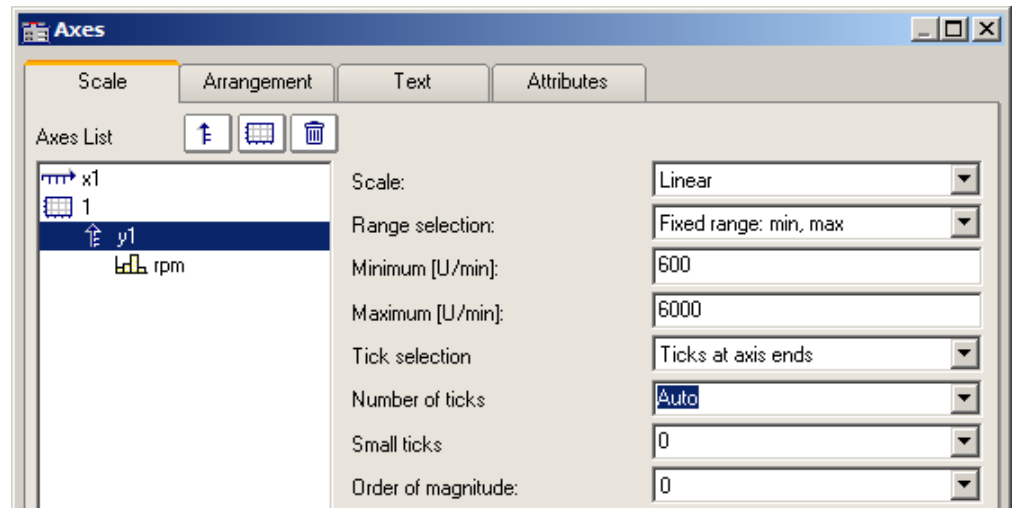 Axes
Scale Arrangement Text Attributes
Axes List
x1
1
y1
rpm
Scale: Linear
Range selection: Fixed range: min, max
Minimum [U/min]: 600
Maximum [U/min]: 6000
Tick selection Ticks at axis ends
Number of ticks Auto
Small ticks 0
Order of magnitude: 0